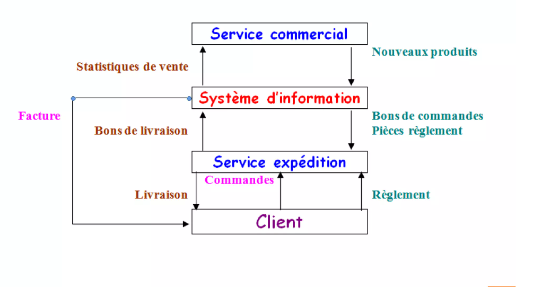 Service commercial
Nouveaux produits
Statistiques de vente
Système d'information
Facture
Bons de commandes
Pièces règlement
Bons de livraison
Service expédition
Commandes
Livraison
Règlement
Client